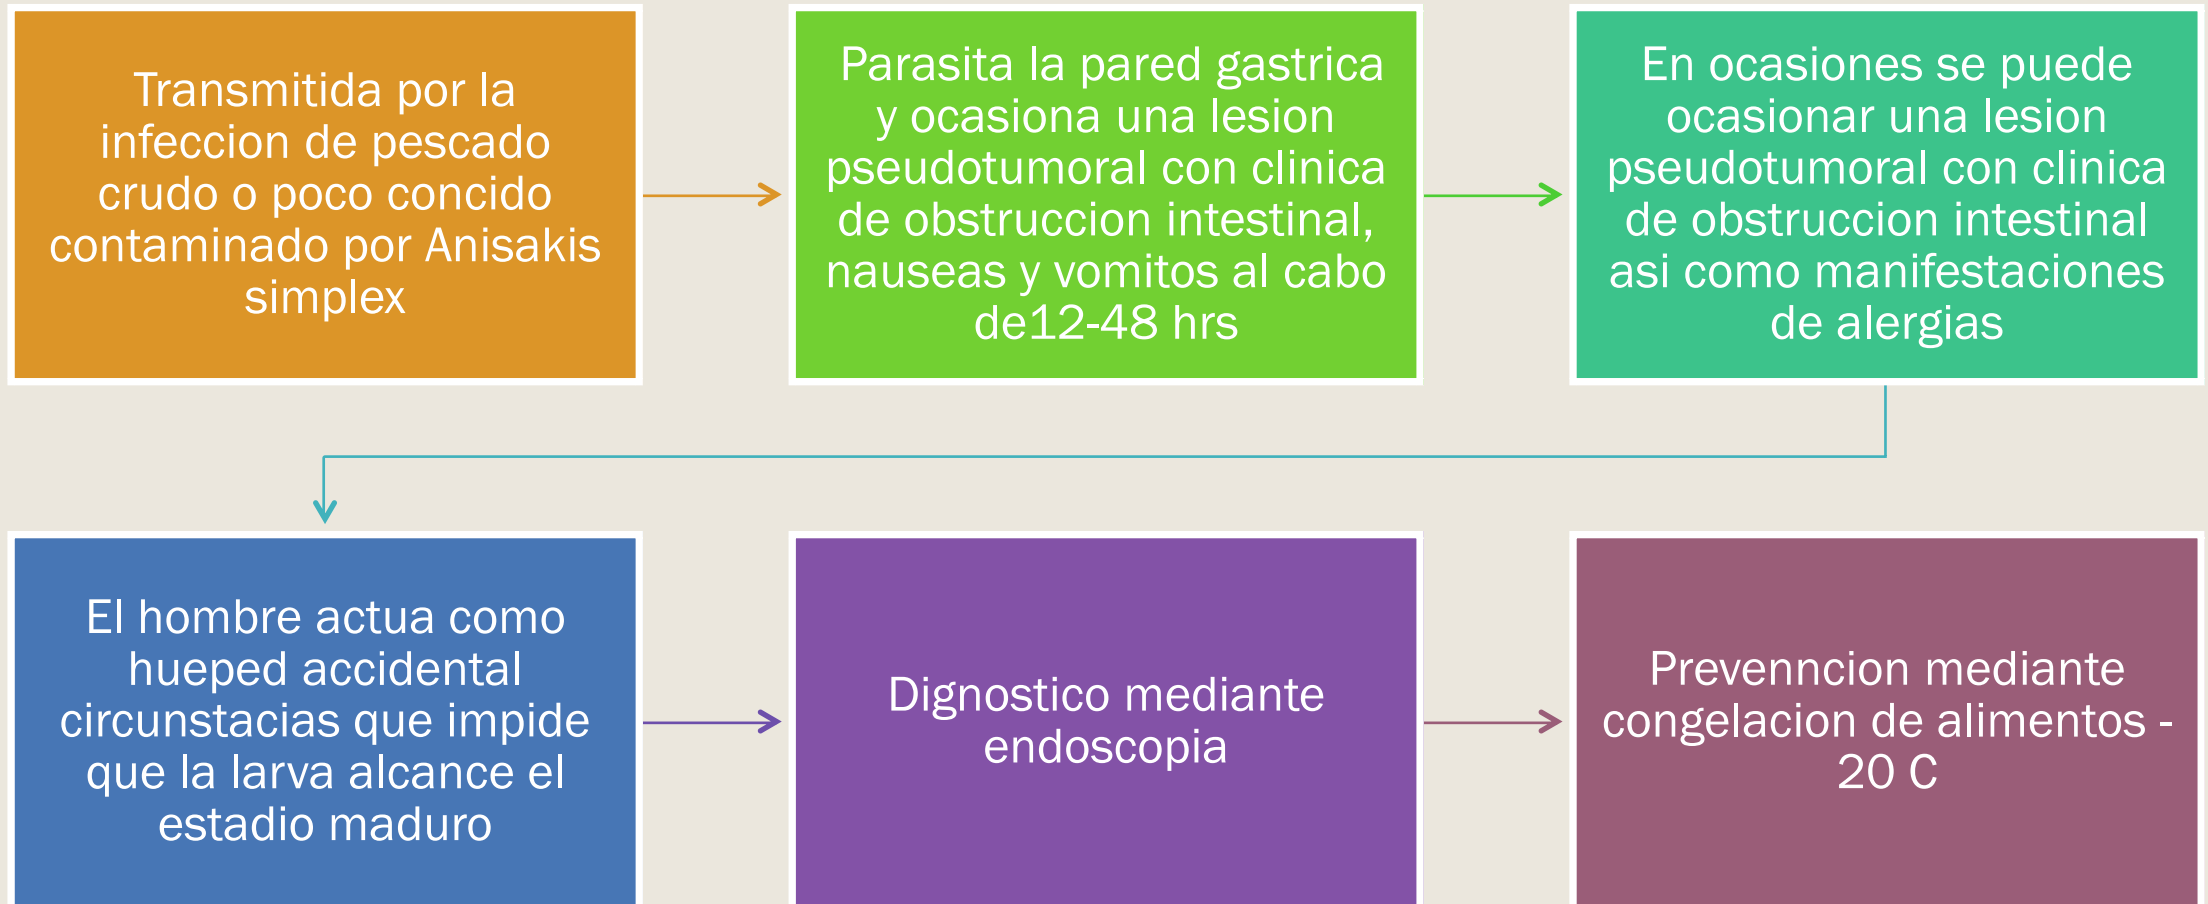 Transmitida por la
infeccion de pescado
crudo o poco concido
contaminado por Anisakis
simplex
Parasita la pared gastrica
y ocasiona una lesion
pseudotumoral con clinica
de obstruccion intestinal,
nauseas y vomitos al cabo
de12-48 hrs
En ocasiones se puede
ocasionar una lesion
pseudotumoral con clinica
de obstruccion intestinal
asi como manifestaciones
de alergias
El hombre actua como
hueped accidental
circunstacias que impide
que la larva alcance el
estadio maduro
Dignostico mediante
endoscopia
Prevenncion mediante
congelacion de alimentos -
20 C